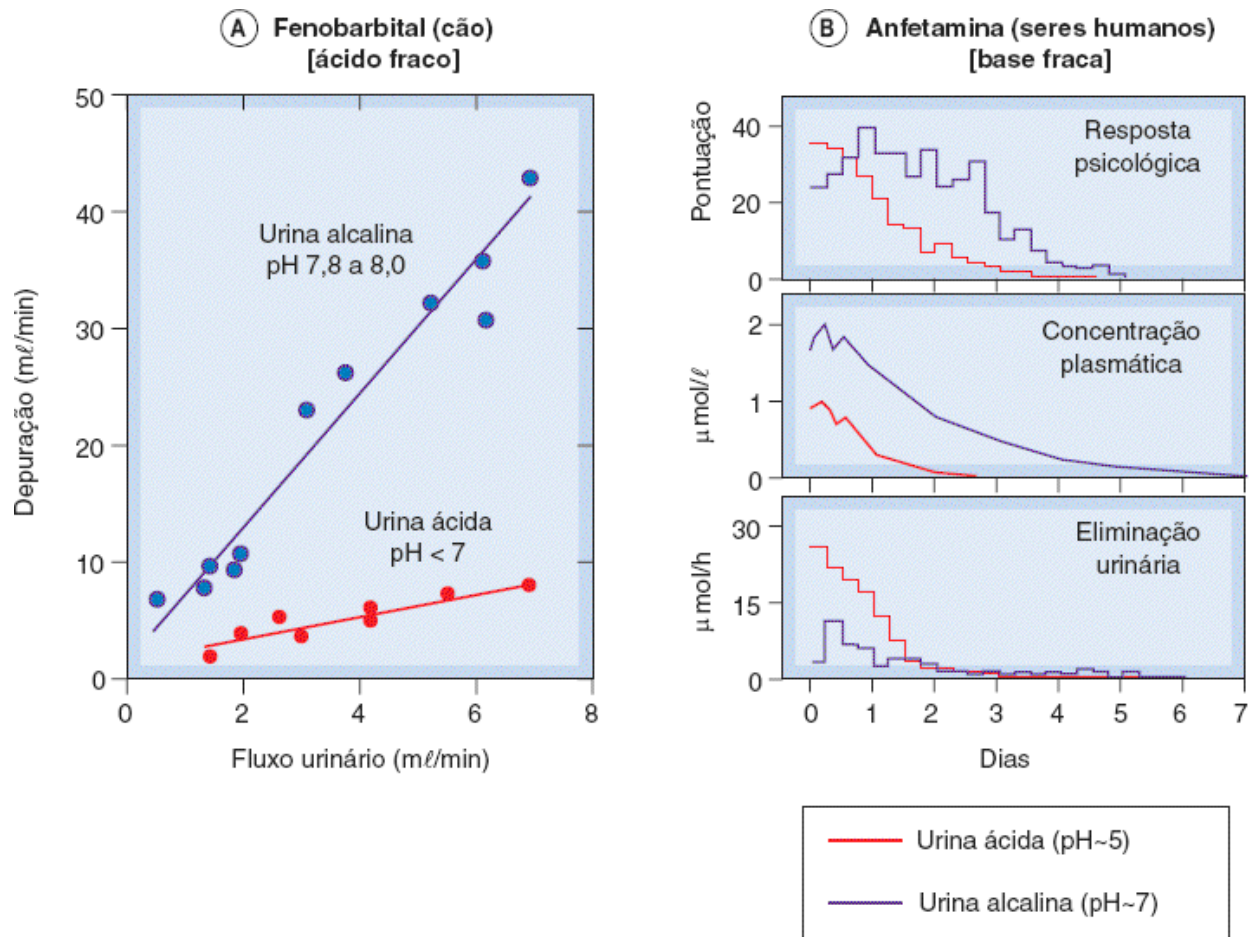 A Fenobarbital (cão)
[ácido fraco]
50
40
30
20
10
0
Depuração (mℓ/min)
Urina alcalina
pH 7,8 a 8,0
Urina ácida
pH < 7
0 2 4 6 8
Fluxo urinário (mℓ/min)
B Anfetamina (seres humanos)
[base fraca]
Pontuação
40
20
0
Resposta
psicológica
μmol/ℓ
2
1
0
Concentração
plasmática
μmol/h
30
15
0
Eliminação
urinária
0 1 2 3 4 5 6 7
Dias
Urina ácida (pH~5)
Urina alcalina (pH~7)